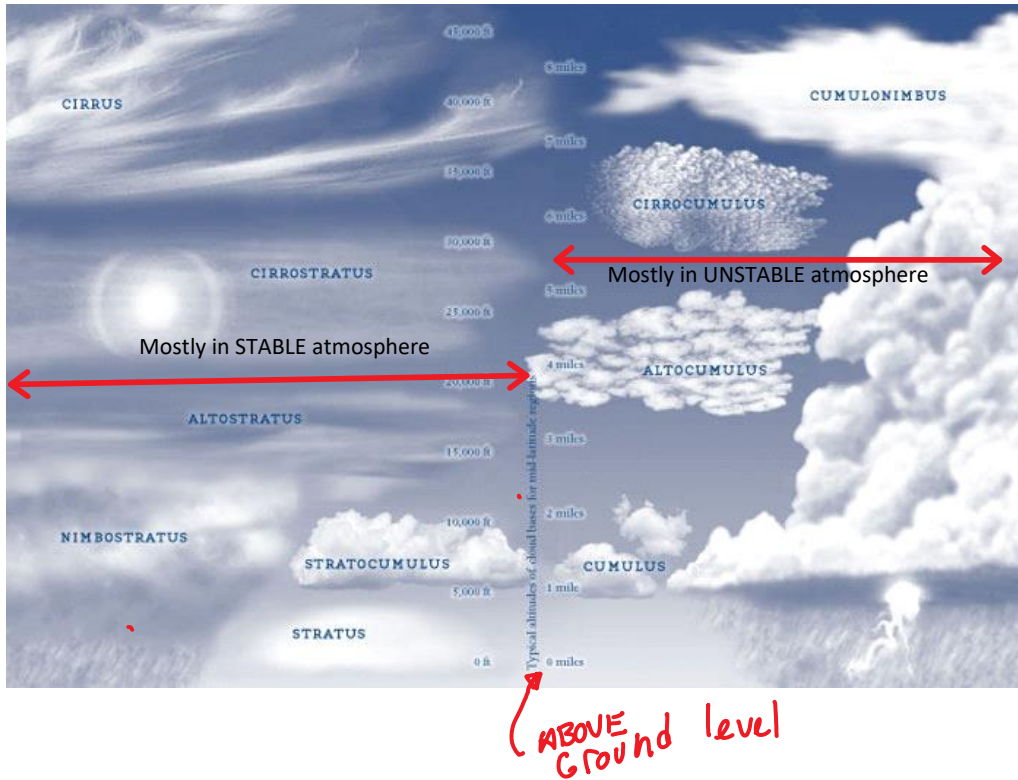 45,000 ft
8 miles
CIRRUS
40,000 ft
CUMULONIMBUS
7 miles
35,000 ft
CIRROCUMULUS
6 miles
30,000 ft
CIRROSTRATUS
Mostly in UNSTABLE atmosphere
5 miles
25,000 ft
Mostly in STABLE atmosphere
4 miles
ALTOCUMULUS
20,000 ft
ALTOSTRATUS
3 miles
15,000 ft
Typical altitudes of cloud bases for mid-latitude regions
2 miles
10,000 ft
NIMBOSTRATUS
STRATOCUMULUS
CUMULUS
5,000 ft
1 mile
STRATUS
0 ft
0 miles
ABOVE
Ground level